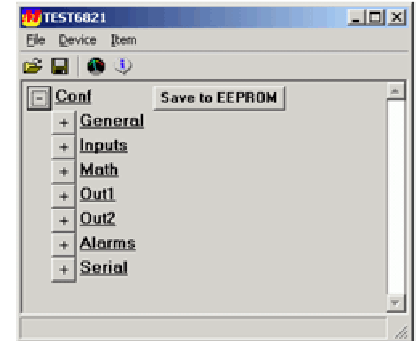 TEST6821
File Device Item
Conf Save to EEPROM
General
Inputs
Math
Out1
Out2
Alarms
Serial